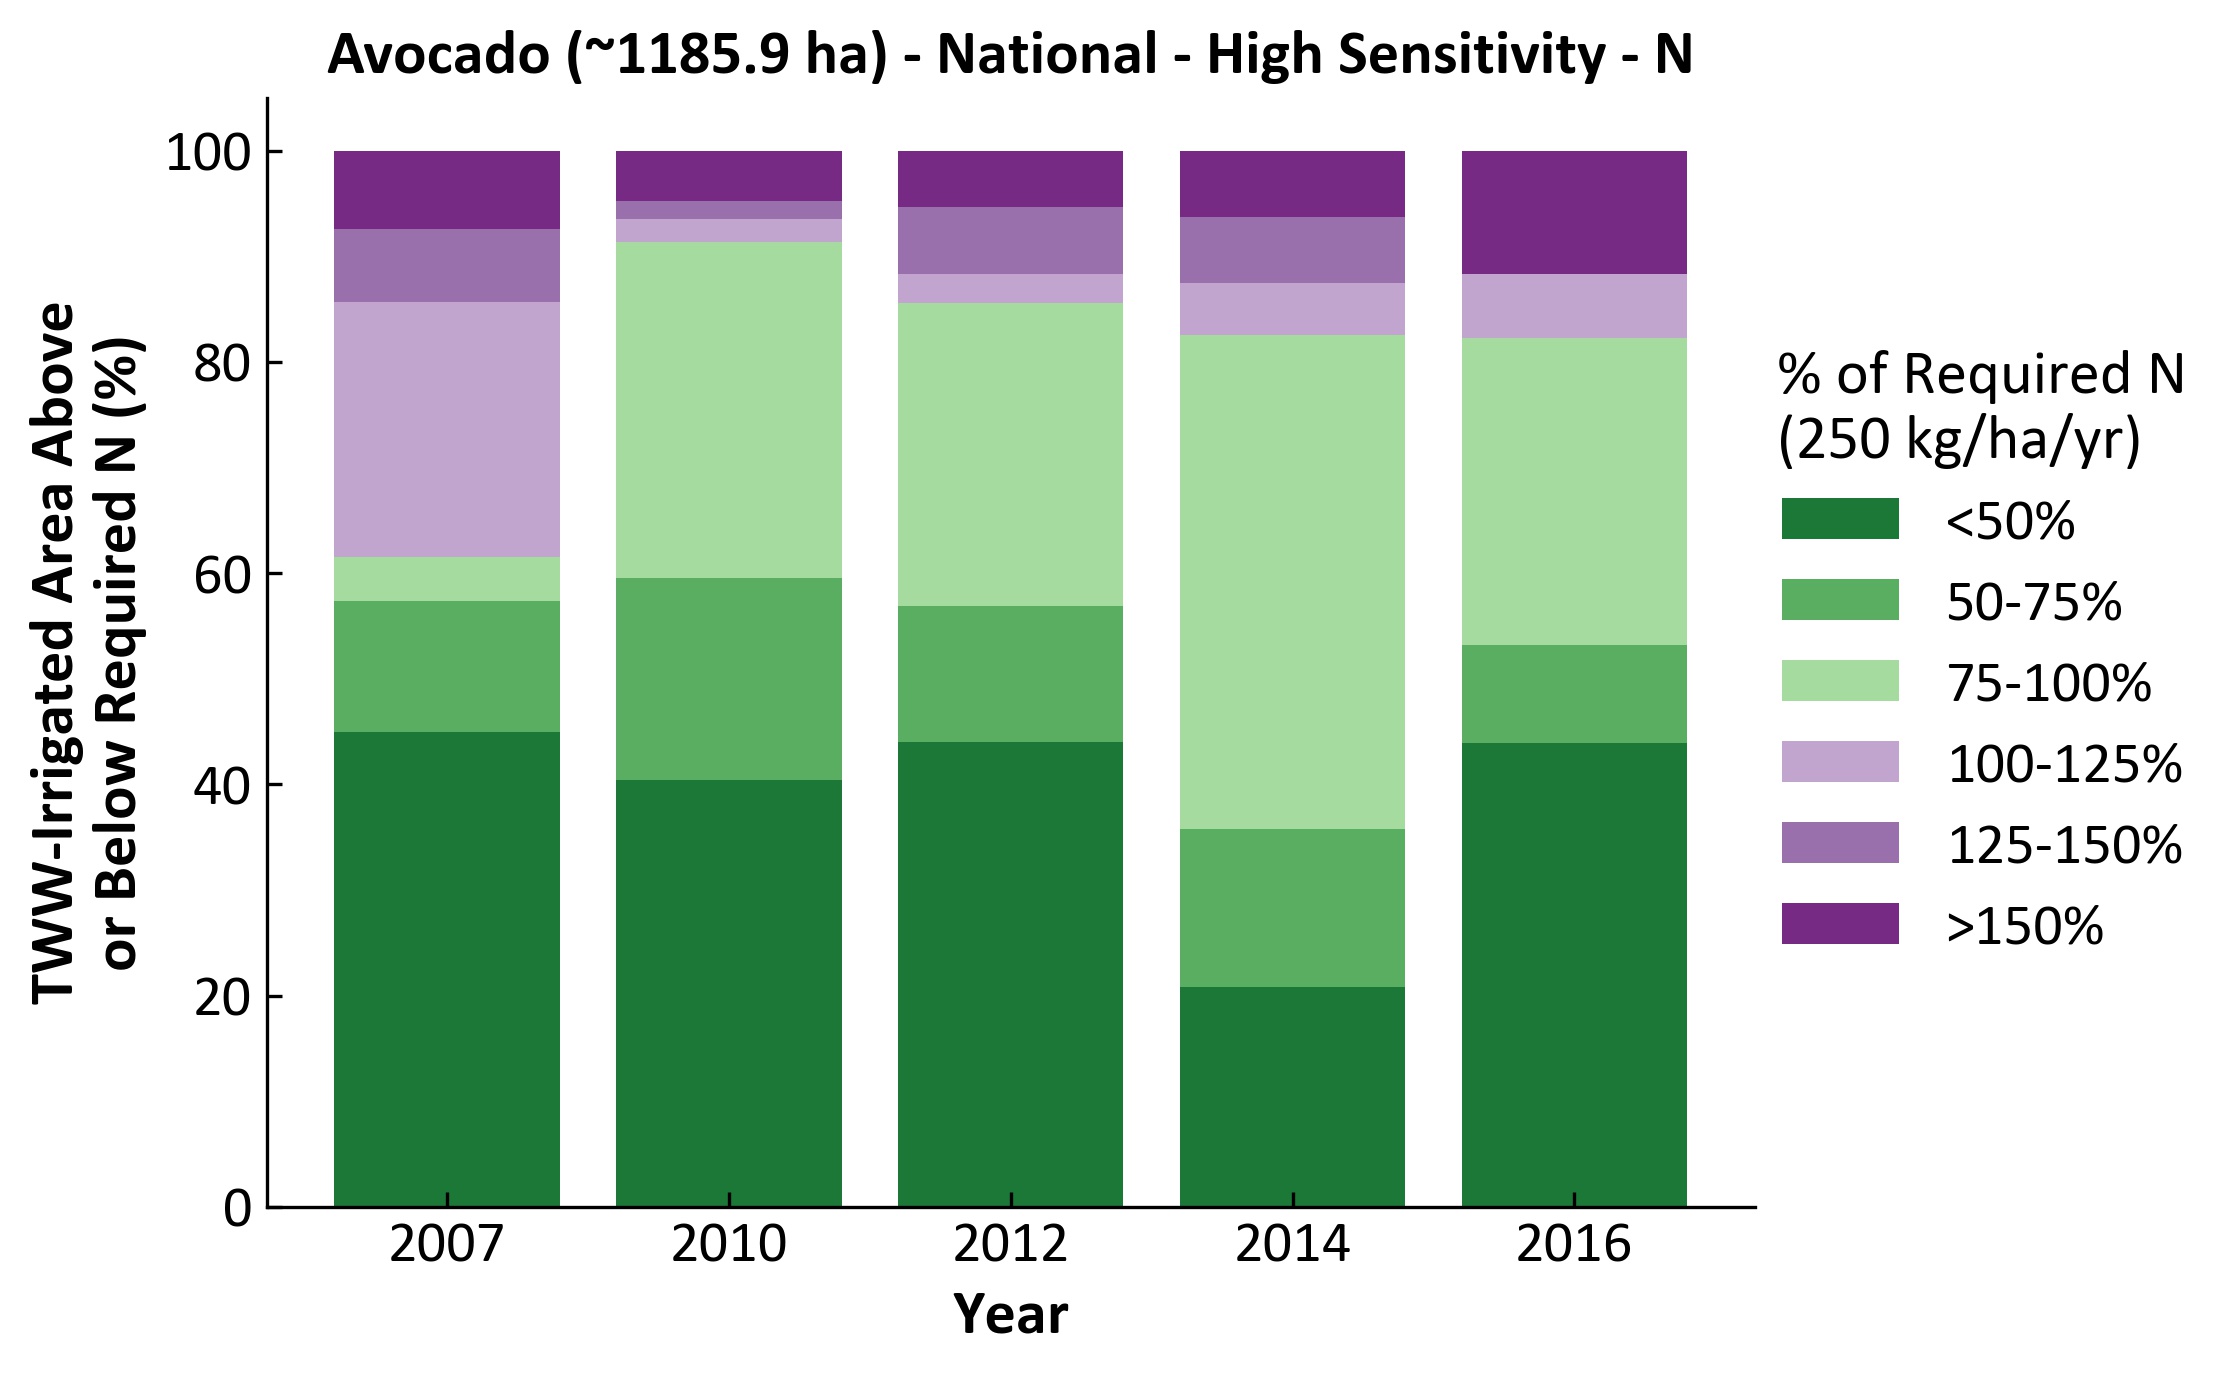 Avocado (~1185.9 ha) - National - High Sensitivity - N
TWW-Irrigated Area Above
or Below Required N (%)
100
80
60
40
20
0
2007
2010
2012
2014
2016
Year
% of Required N
(250 kg/ha/yr)
<50%
50-75%
75-100%
100-125%
125-150%
>150%